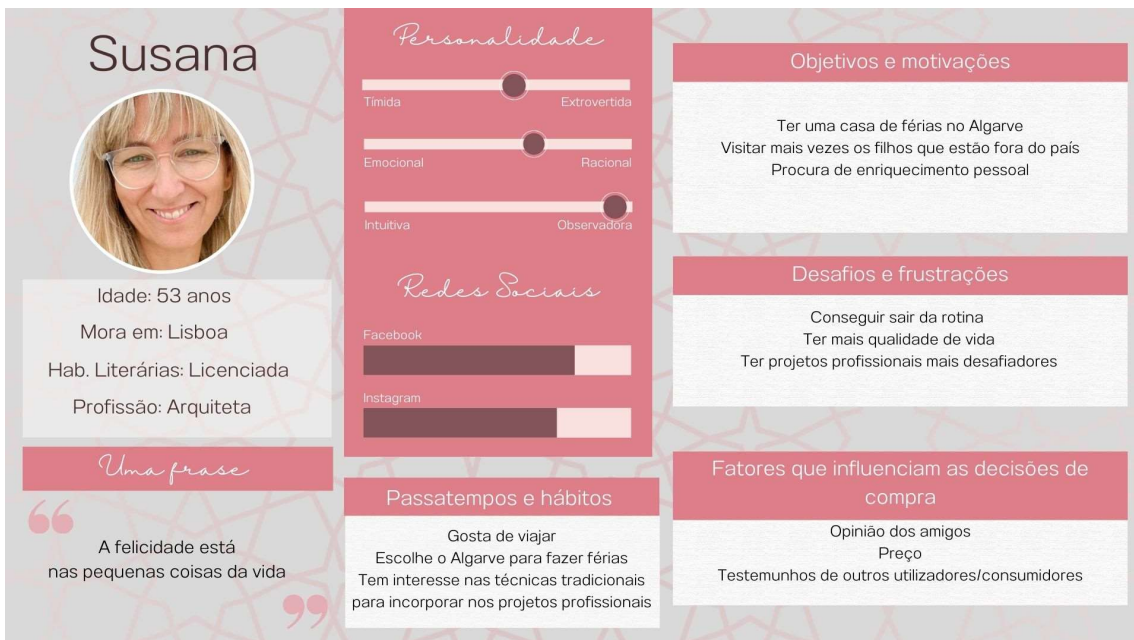 Susana
Idade: 53 anos
Mora em: Lisboa
Hab. Literárias: Licenciada
Profissão: Arquiteta
Uma frase
“
A felicidade está
nas pequenas coisas da vida
”
Personalidade
Tímida Extrovertida
Emocional Racional
Intuitiva Observadora
Redes Sociais
Facebook
Instagram
Passatempos e hábitos
Gosta de viajar
Escolhe o Algarve para fazer férias
Tem interesse nas técnicas tradicionais
para incorporar nos projetos profissionais
Objetivos e motivações
Ter uma casa de férias no Algarve
Visitar mais vezes os filhos que estão fora do país
Procura de enriquecimento pessoal
Desafios e frustrações
Conseguir sair da rotina
Ter mais qualidade de vida
Ter projetos profissionais mais desafiadores
Fatores que influenciam as decisões de
compra
Opinião dos amigos
Preço
Testemunhos de outros utilizadores/consumidores